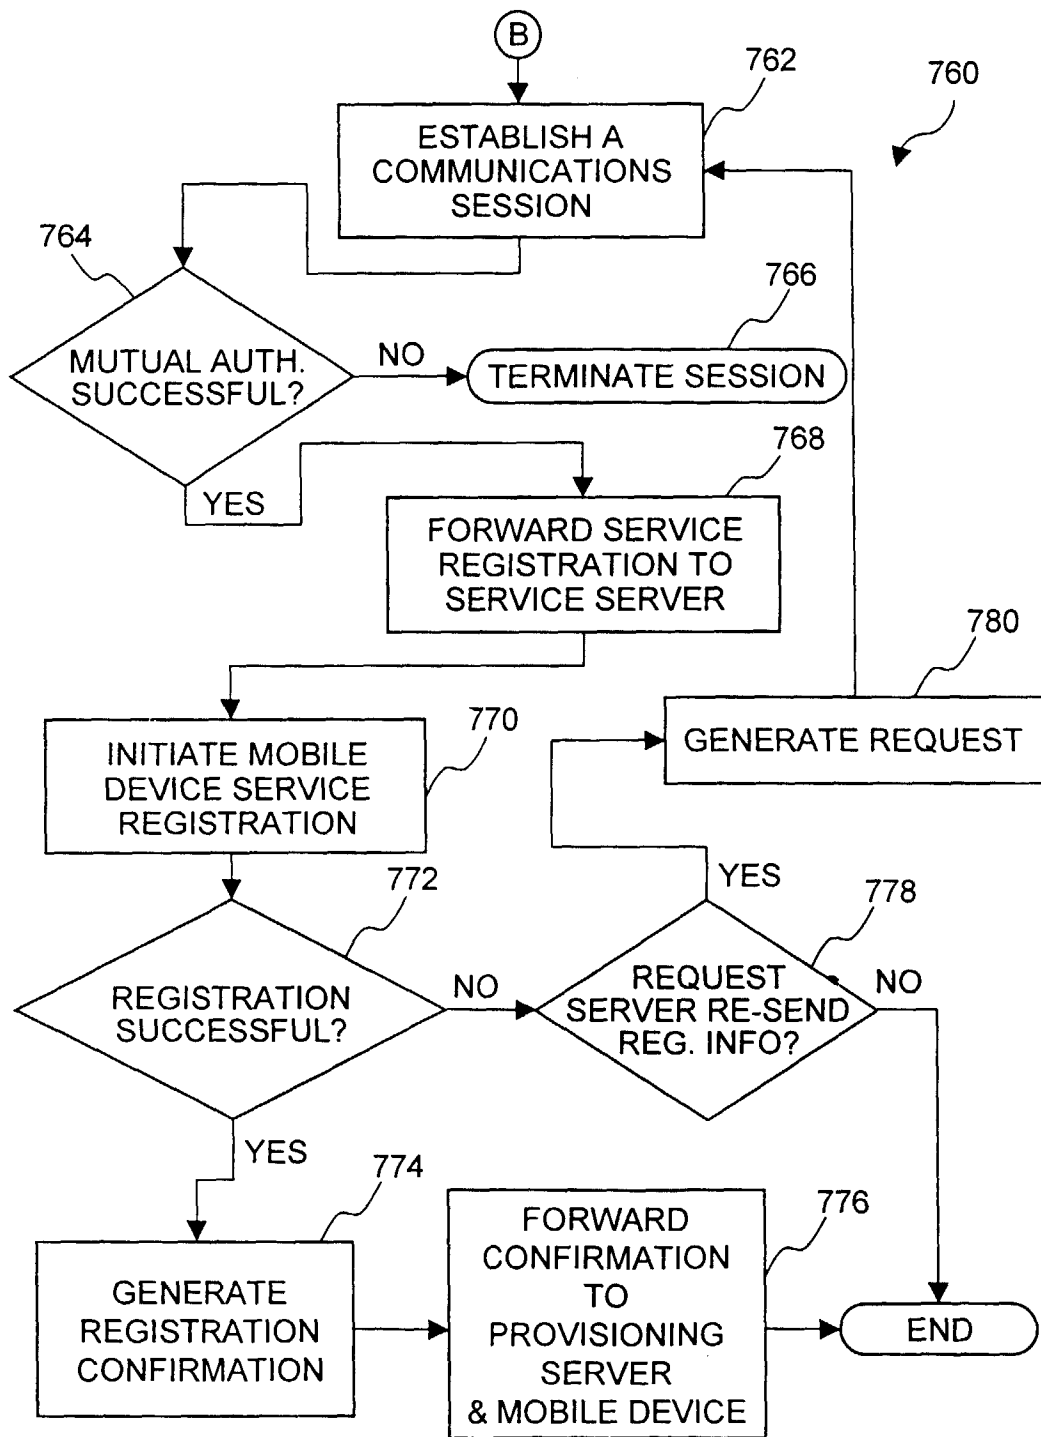 B
762
760
ESTABLISH A
COMMUNICATIONS
SESSION
764
MUTUAL AUTH.
SUCCESSFUL?
NO
766
TERMINATE SESSION
YES
768
FORWARD SERVICE
REGISTRATION TO
SERVICE SERVER
780
GENERATE REQUEST
770
INITIATE MOBILE
DEVICE SERVICE
REGISTRATION
772
REGISTRATION
SUCCESSFUL?
NO
YES
778
REQUEST
SERVER RE-SEND
REG. INFO?
NO
YES
774
GENERATE
REGISTRATION
CONFIRMATION
776
FORWARD
CONFIRMATION
TO
PROVISIONING
SERVER
& MOBILE DEVICE
END